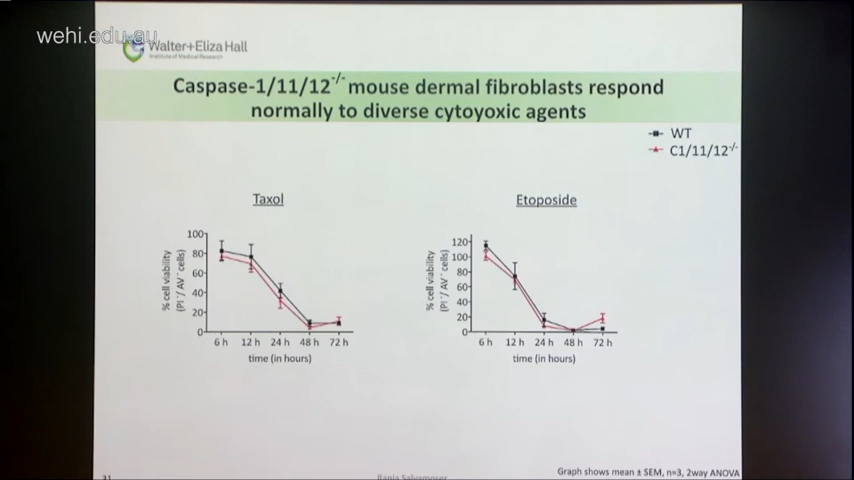 wehi.edu.au
Walter+Eliza Hall
Institute of Medical Research
Caspase-1/11/12-/- mouse dermal fibroblasts respond
normally to diverse cytoyoxic agents
WT
C1/11/12-/-
Taxol
Etoposide
% cell viability
(PI-/ AV- cells)
100
80
60
40
20
0
6 h 12 h 24 h 48 h 72 h
time (in hours)
% cell viability
(PI-/ AV- cells)
120
100
80
60
40
20
0
6 h 12 h 24 h 48 h 72 h
time (in hours)
31
Rania Salvamoser
Graph shows mean ± SEM, n=3, 2way ANOVA